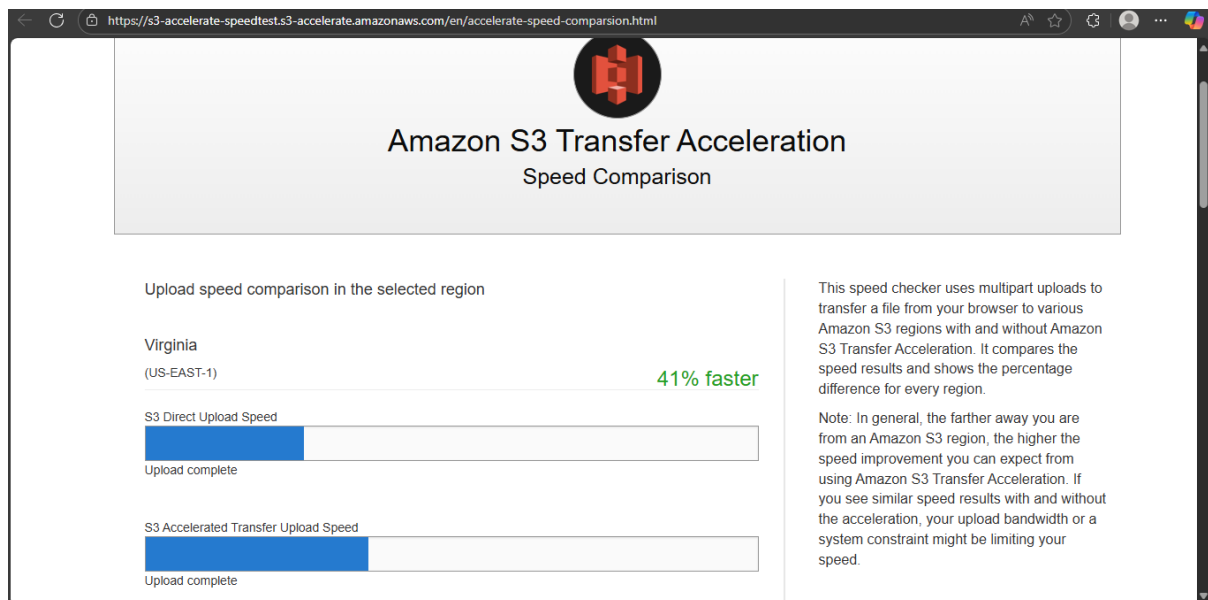 https://s3-accelerate-speedtest.s3-accelerate.amazonaws.com/en/accelerate-speed-comparsion.html
Amazon S3 Transfer Acceleration
Speed Comparison
Upload speed comparison in the selected region
Virginia
(US-EAST-1)
41% faster
S3 Direct Upload Speed
Upload complete
S3 Accelerated Transfer Upload Speed
Upload complete
This speed checker uses multipart uploads to
transfer a file from your browser to various
Amazon S3 regions with and without Amazon
S3 Transfer Acceleration. It compares the
speed results and shows the percentage
difference for every region.
Note: In general, the farther away you are
from an Amazon S3 region, the higher the
speed improvement you can expect from
using Amazon S3 Transfer Acceleration. If
you see similar speed results with and without
the acceleration, your upload bandwidth or a
system constraint might be limiting your
speed.